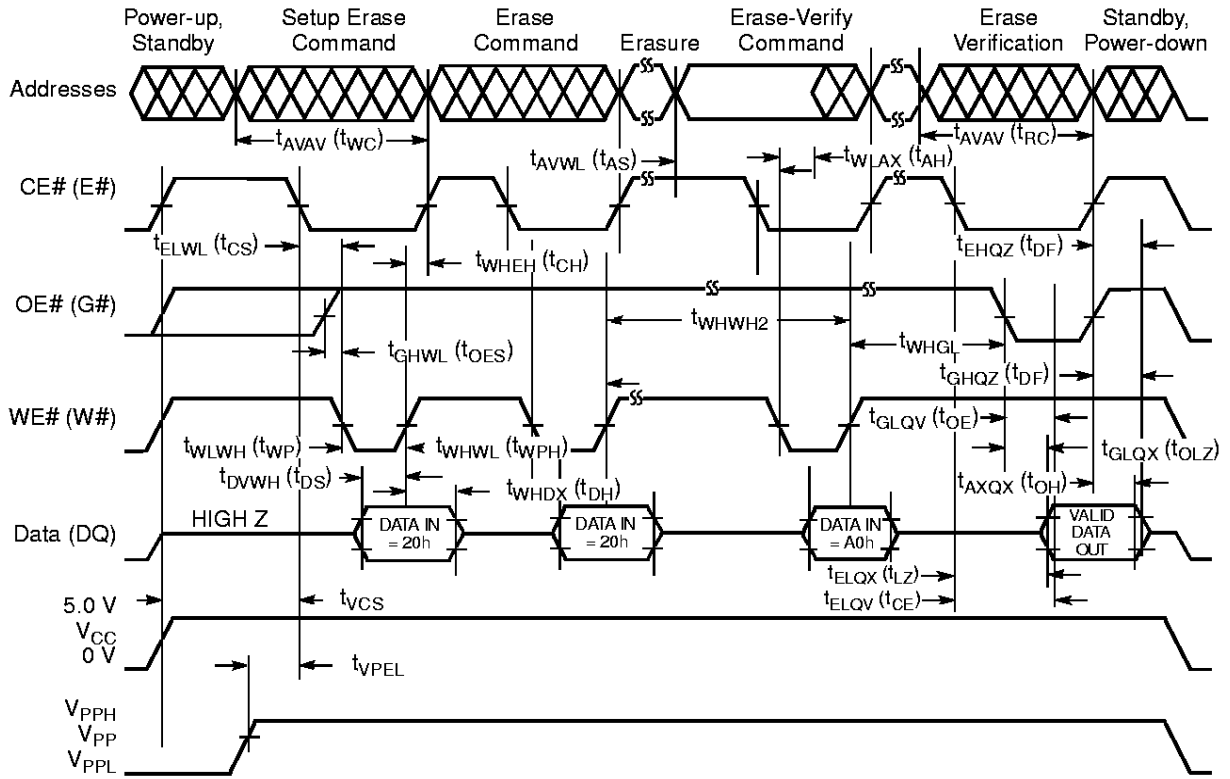 Power-up, Standby
Setup Erase Command
Erase Command
Erasure
Erase-Verify Command
Erase Verification
Standby, Power-down
Addresses
tAVAV (tWC)
tAVWL (tAS)
tWLAX (tAH)
tAVAV (tRC)
CE# (E#)
tELWL (tCS)
tWHEH (tCH)
tEHQZ (tDF)
OE# (G#)
tWHWH2
tWHGL
tGHWL (tOES)
tGHQZ (tDF)
WE# (W#)
tGLQV (tOE)
tWLWH (tWP)
tWHWL (tWPH)
tGLQX (tOLZ)
tDVWH (tDS)
tWHDX (tDH)
tAXQX (tOH)
Data (DQ)
HIGH Z
DATA IN = 20h
DATA IN = 20h
DATA IN = A0h
VALID DATA OUT
tELQX (tLZ)
5.0 V
tVCS
tELQV (tCE)
VCC
0 V
tVPEL
VPPH
VPP
VPPL